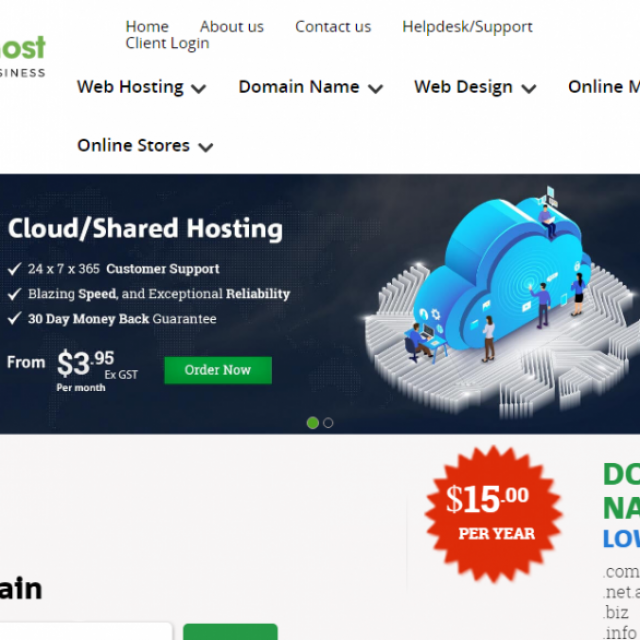 Home About us Contact us Helpdesk/Support
Client Login
ost
SINESS
Web Hosting Domain Name Web Design Online M
Online Stores
Cloud/Shared Hosting
24 x 7 x 365 Customer Support
Blazing Speed, and Exceptional Reliability
30 Day Money Back Guarantee
From $3.95 Ex GST
Per month
Order Now
$15.00
PER YEAR
DO
NA
LOW
.com
.net.a
.biz
.info
ain